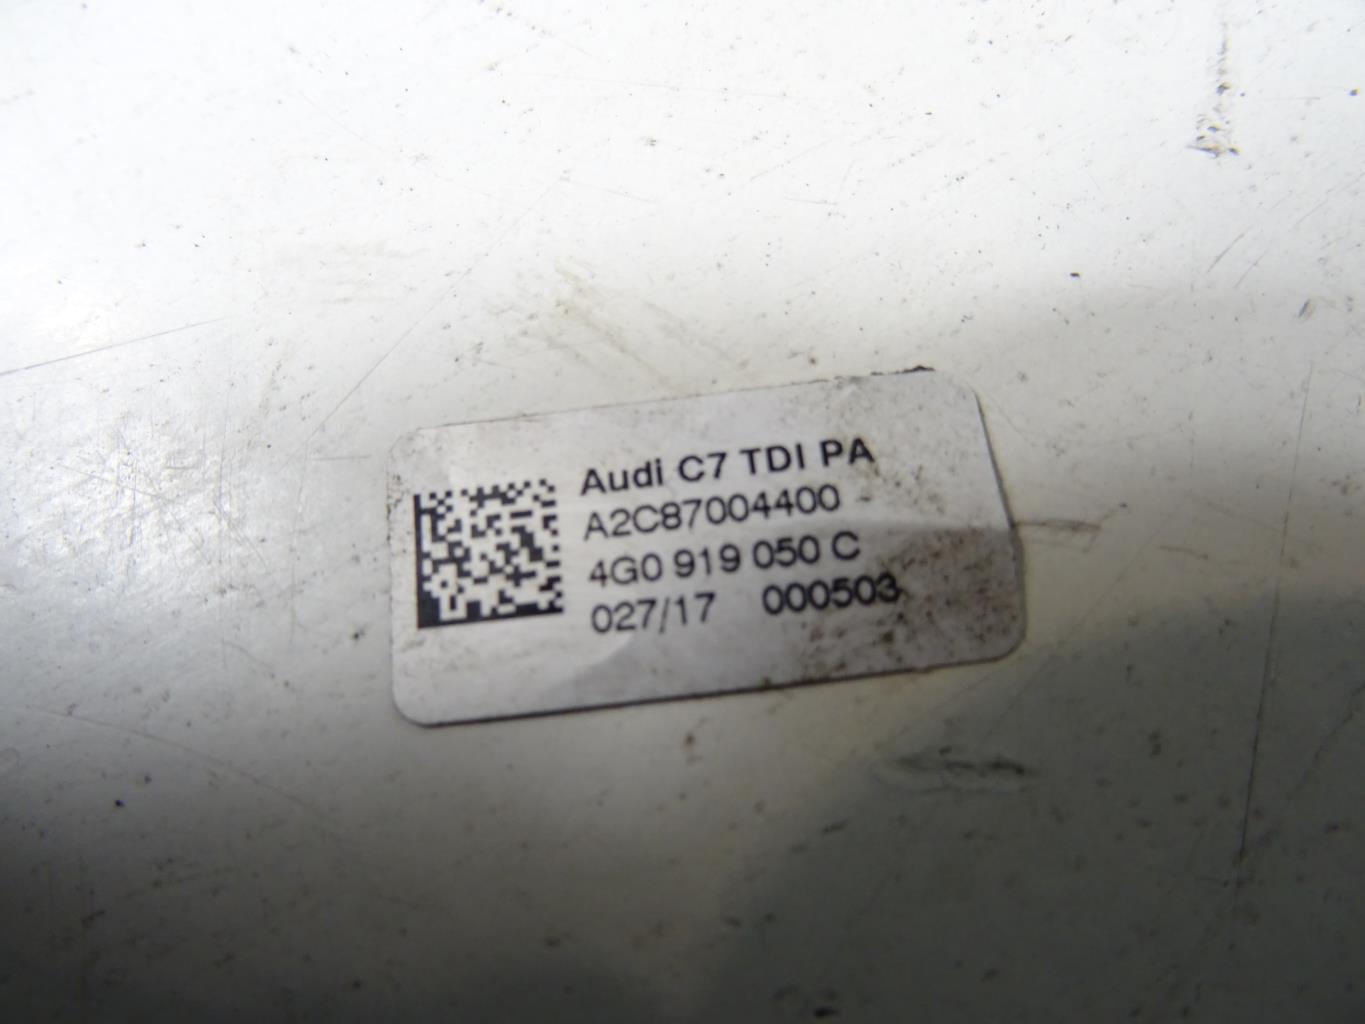 Audi C7 TDI PA
A2C87004400
4G0 919 050 C
027/17 000503